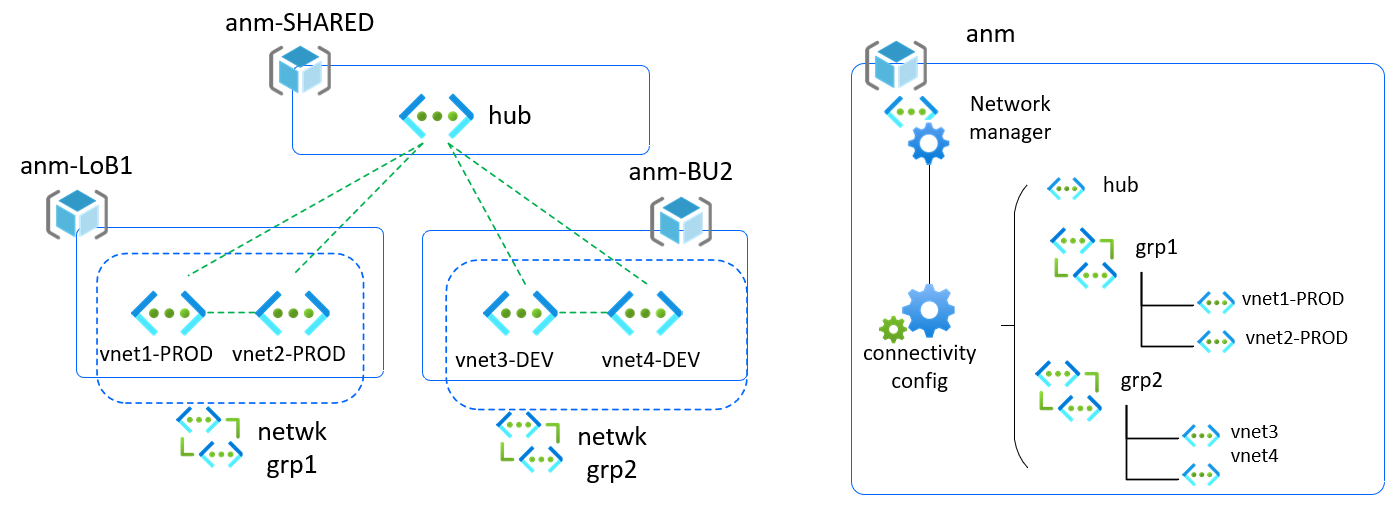 anm-SHARED
hub
anm-LoB1
anm-BU2
vnet1-PROD
vnet2-PROD
vnet3-DEV
vnet4-DEV
netwk
grp1
netwk
grp2
anm
Network
manager
connectivity
config
hub
grp1
vnet1-PROD
vnet2-PROD
grp2
vnet3
vnet4